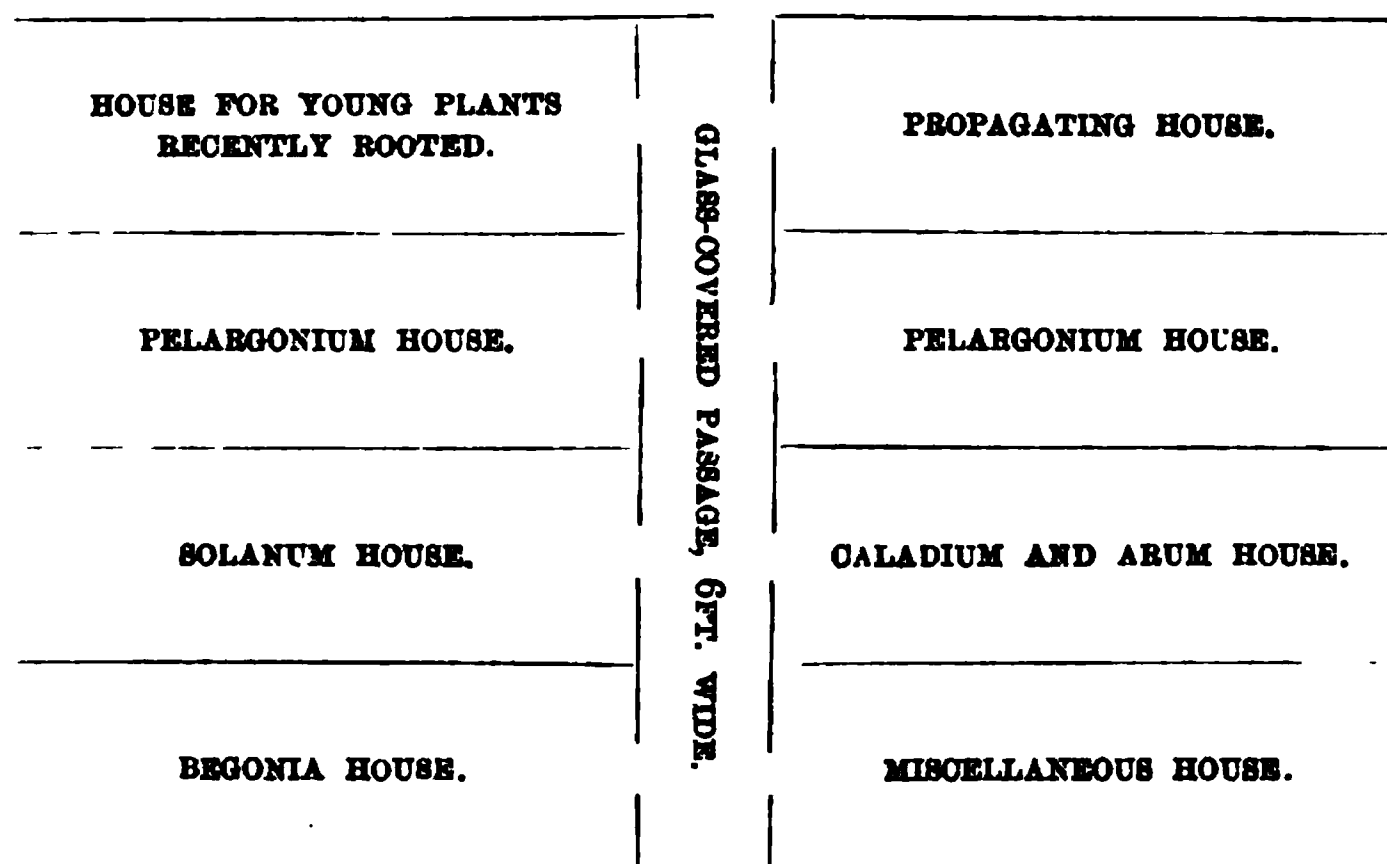 HOUSE FOR YOUNG PLANTS
RECENTLY ROOTED.
PELARGONIUM HOUSE.
SOLANUM HOUSE.
BEGONIA HOUSE.
GLASS-COVERED PASSAGE, 6FT. WIDE.
PROPAGATING HOUSE.
PELARGONIUM HOUSE.
CALADIUM AND ARUM HOUSE.
MISCELLANEOUS HOUSE.